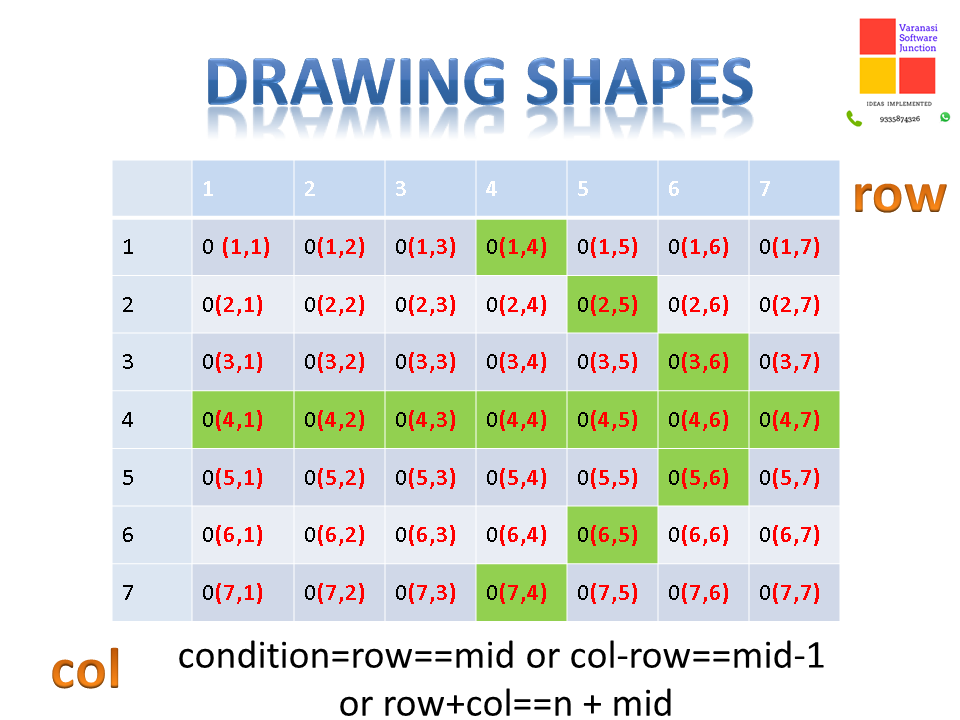 Varanasi
Software
Junction
IDEAS IMPLEMENTED
9335874326
DRAWING SHAPES
row
1 2 3 4 5 6 7
1 0 (1,1) 0(1,2) 0(1,3) 0(1,4) 0(1,5) 0(1,6) 0(1,7)
2 0(2,1) 0(2,2) 0(2,3) 0(2,4) 0(2,5) 0(2,6) 0(2,7)
3 0(3,1) 0(3,2) 0(3,3) 0(3,4) 0(3,5) 0(3,6) 0(3,7)
4 0(4,1) 0(4,2) 0(4,3) 0(4,4) 0(4,5) 0(4,6) 0(4,7)
5 0(5,1) 0(5,2) 0(5,3) 0(5,4) 0(5,5) 0(5,6) 0(5,7)
6 0(6,1) 0(6,2) 0(6,3) 0(6,4) 0(6,5) 0(6,6) 0(6,7)
7 0(7,1) 0(7,2) 0(7,3) 0(7,4) 0(7,5) 0(7,6) 0(7,7)
col
condition=row==mid or col-row==mid-1
or row+col==n + mid